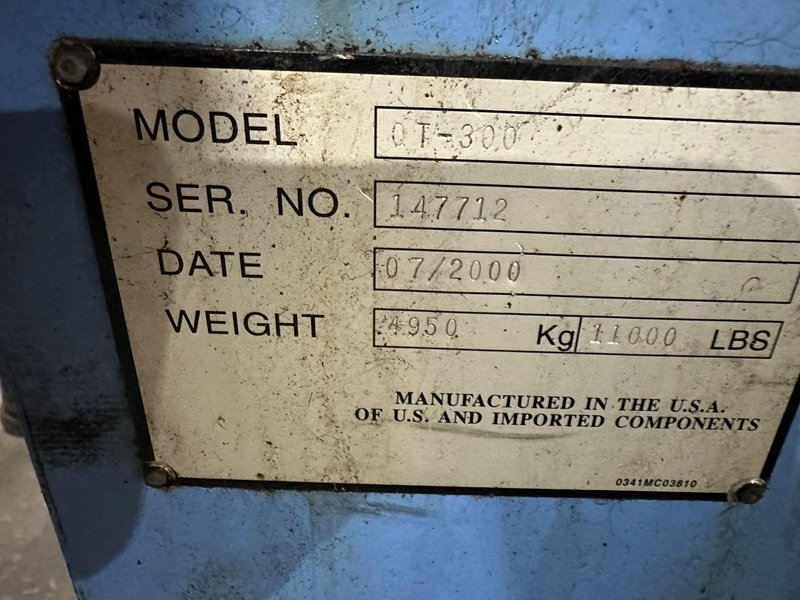 MODEL QT-300
SER. NO. 147712
DATE 07/2000
WEIGHT 4950 Kg 11000 LBS
MANUFACTURED IN THE U.S.A.
OF U.S. AND IMPORTED COMPONENTS
0341MC03810